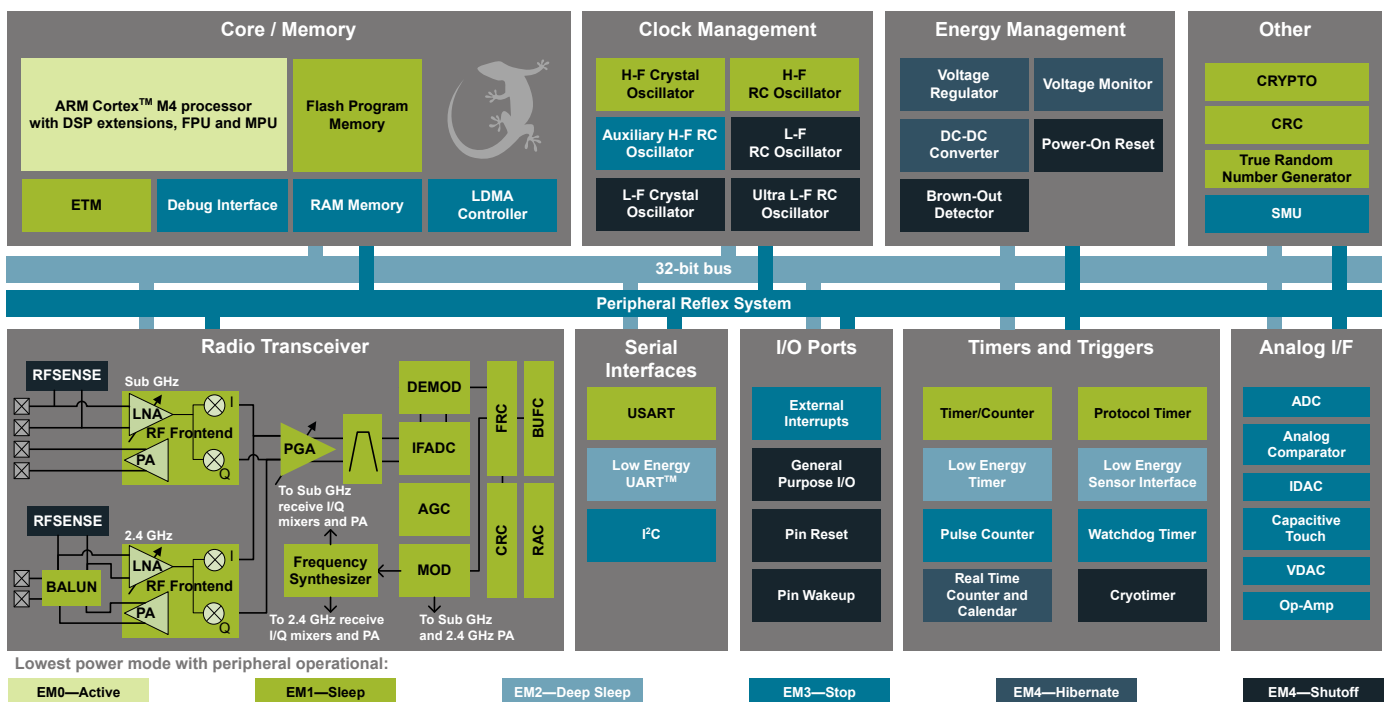 Core / Memory
ARM Cortex™ M4 processor
with DSP extensions, FPU and MPU
Flash Program
Memory
ETM
Debug Interface
RAM Memory
LDMA
Controller
Clock Management
H-F Crystal
Oscillator
H-F
RC Oscillator
Auxiliary H-F RC
Oscillator
L-F
RC Oscillator
L-F Crystal
Oscillator
Ultra L-F RC
Oscillator
Energy Management
Voltage
Regulator
Voltage Monitor
DC-DC
Converter
Power-On Reset
Brown-Out
Detector
Other
CRYPTO
CRC
True Random
Number Generator
SMU
32-bit bus
Peripheral Reflex System
Radio Transceiver
RFSENSE
Sub GHz
LNA
RF Frontend
PA
I
Q
PGA
DEMOD
IFADC
AGC
MOD
FRC
BUFC
CRC
RAC
To Sub GHz
receive I/Q
mixers and PA
RFSENSE
2.4 GHz
LNA
RF Frontend
PA
I
Q
BALUN
Frequency
Synthesizer
To 2.4 GHz receive
I/Q mixers and PA
To Sub GHz
and 2.4 GHz PA
Serial
Interfaces
USART
Low Energy
UART™
I²C
I/O Ports
External
Interrupts
General
Purpose I/O
Pin Reset
Pin Wakeup
Timers and Triggers
Timer/Counter
Protocol Timer
Low Energy
Timer
Low Energy
Sensor Interface
Pulse Counter
Watchdog Timer
Real Time
Counter and
Calendar
Cryotimer
Analog I/F
ADC
Analog
Comparator
IDAC
Capacitive
Touch
VDAC
Op-Amp
Lowest power mode with peripheral operational:
EM0—Active
EM1—Sleep
EM2—Deep Sleep
EM3—Stop
EM4—Hibernate
EM4—Shutoff